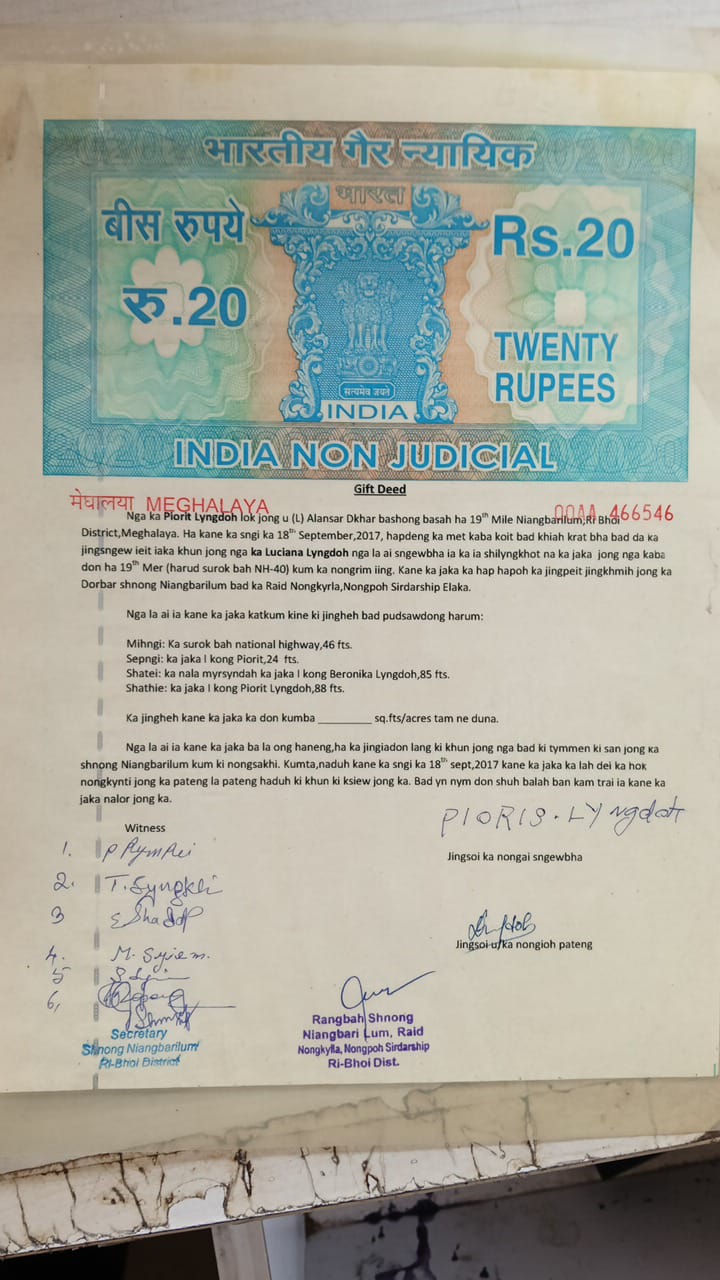 भारतीय गैर न्यायिक
भारत
बीस रुपये
Rs.20
रु.20
TWENTY
RUPEES
सत्यमेव जयते
INDIA
INDIA NON JUDICIAL
Gift Deed
मेघालया MEGHALAYA
00AA 466546
Nga ka Piorit Lyngdoh lok jong u (L) Alansar Dkhar bashong basah ha 19th Mile Niangbarilum,Ri Bhoi
District,Meghalaya. Ha kane ka sngi ka 18th September,2017, hapdeng ka met kaba koit bad khiah krat bha bad da ka
jingsngew ieit iaka khun jong nga ka Luciana Lyngdoh nga la ai sngewbha ia ka ia shilyngkhot na ka jaka jong nga kaba
don ha 19th Mer (harud surok bah NH-40) kum ka nongrim iing. Kane ka jaka ka hap hapoh ka jingpeit jingkhmih jong ka
Dorbar shnong Niangbarilum bad ka Raid Nongkyrla,Nongpoh Sirdarship Elaka.
Nga la ai ia kane ka jaka katkum kine ki jingheh bad pudsawdong harum:
Mihngi: Ka surok bah national highway,46 fts.
Sepngi: ka jaka I kong Piorit,24 fts.
Shatei: ka nala myrsyndah ka jaka I kong Beronika Lyngdoh,85 fts.
Shathie: ka jaka I kong Piorit Lyngdoh,88 fts.
Ka jingheh kane ka jaka ka don kumba _________ sq.fts/acres tam ne duna.
Nga la ai ia kane ka jaka ba la ong haneng,ha ka jingiadon lang ki khun jong nga bad ki tymmen ki san jong ka
shnong Niangbarilum kum ki nongsakhi. Kumta,naduh kane ka sngi ka 18th sept,2017 kane ka jaka ka lah dei ka hok
nongkynti jong ka pateng la pateng haduh ki khun ki ksiew jong ka. Bad yn nym don shuh balah ban kam trai ia kane ka
jaka nalor jong ka.
PIORIS.LYngdoh
Witness
Jingsoi ka nongai sngewbha
1.
2. T. Syngkli
3
Jingsoi u/ka nongioh pateng
4. M. Syiem.
5
6,
Secretary
Shnong Niangbarilum
Ri-Bhoi District
Rangbah Shnong
Niangbari Lum, Raid
Nongkylla, Nongpoh Sirdarship
Ri-Bhoi Dist.